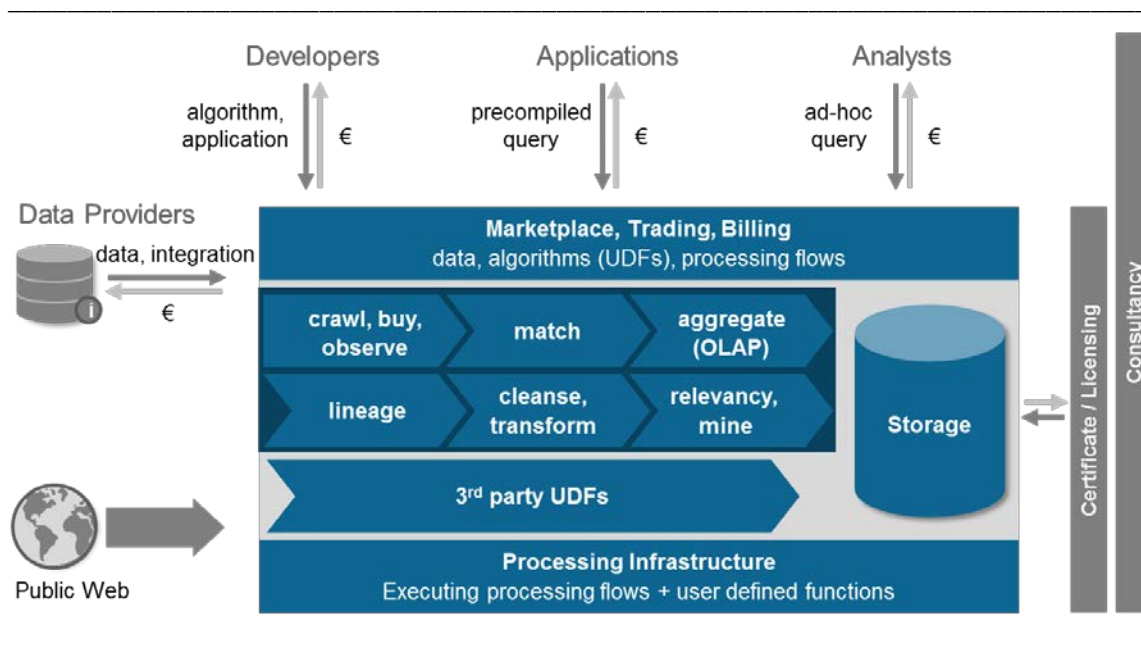 Developers
Applications
Analysts
algorithm,
application
€
precompiled
query
€
ad-hoc
query
€
Data Providers
data, integration
€
i
Marketplace, Trading, Billing
data, algorithms (UDFs), processing flows
crawl, buy,
observe
match
aggregate
(OLAP)
lineage
cleanse,
transform
relevancy,
mine
Storage
3rd party UDFs
Public Web
Processing Infrastructure
Executing processing flows + user defined functions
Certificate / Licensing
Consultancy